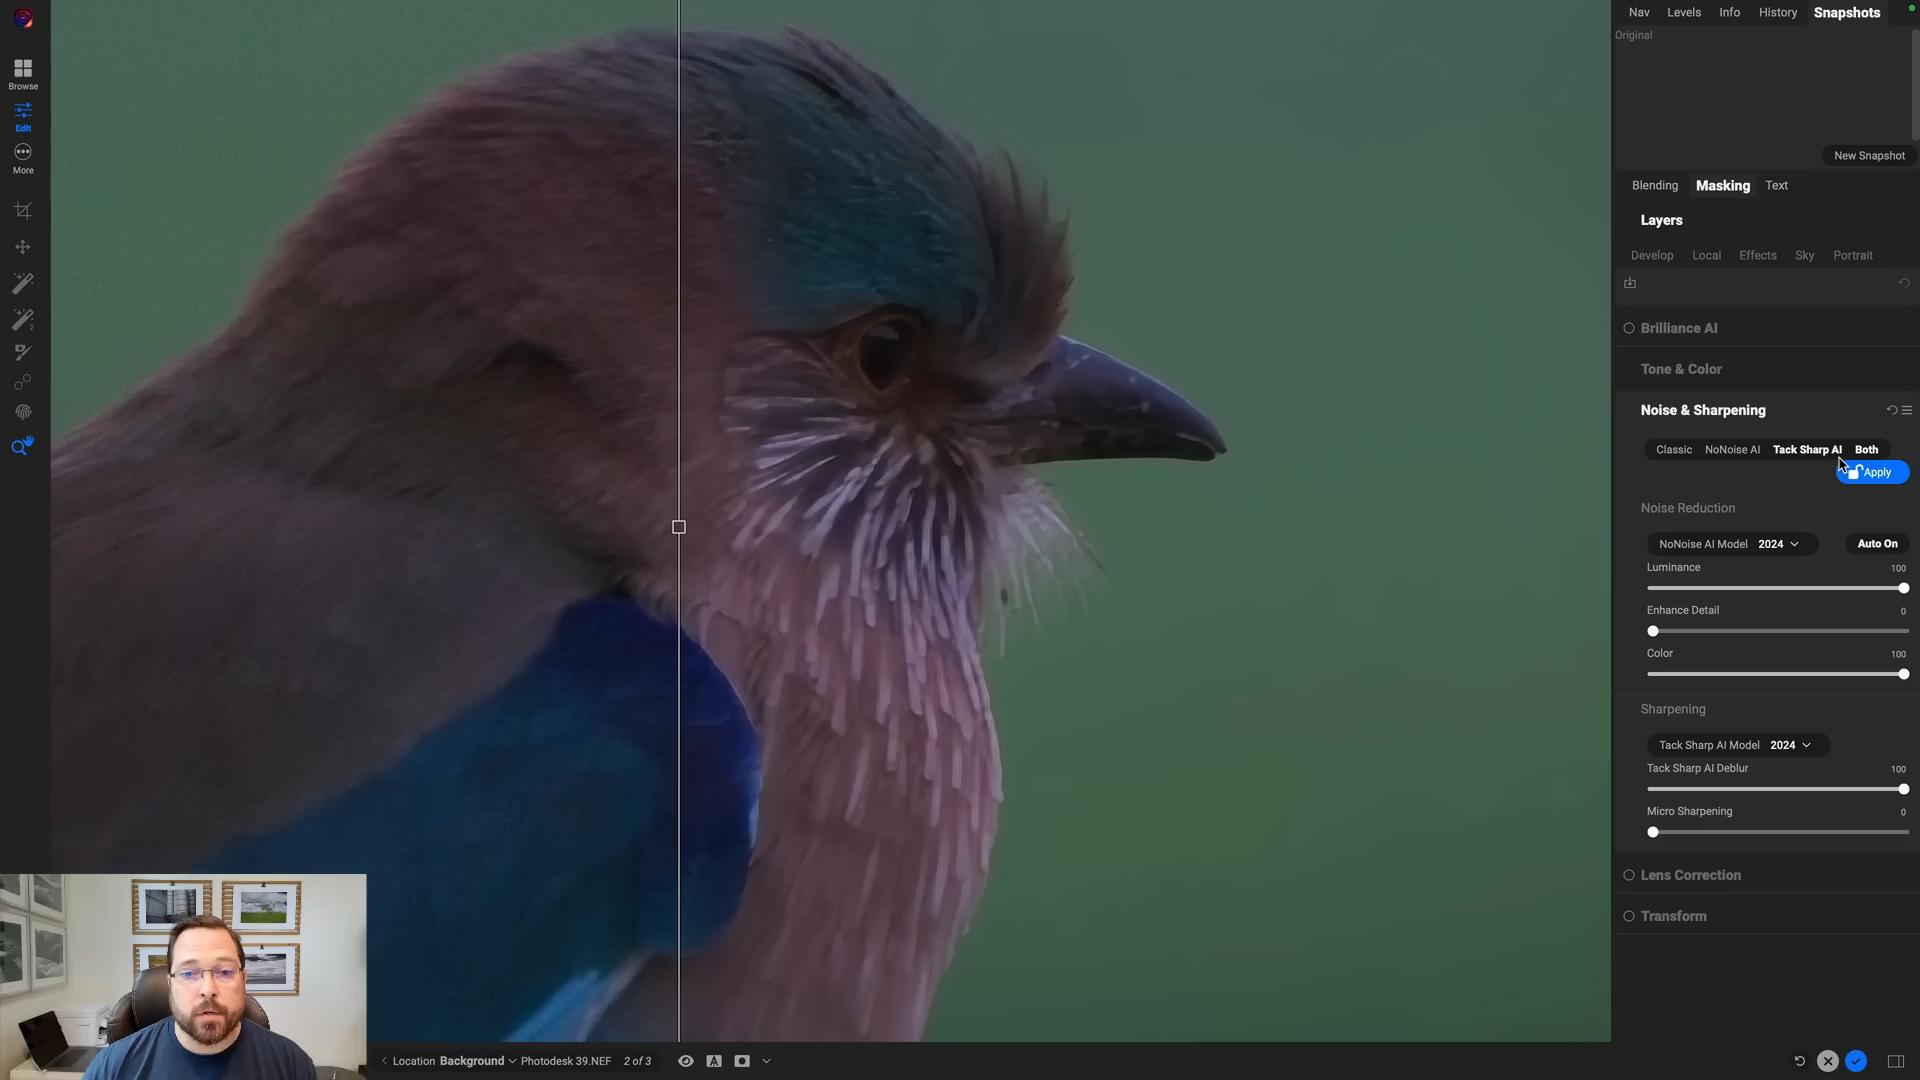 Nav Levels Info History Snapshots
Original
New Snapshot
Browse
Edit
More
2
Blending Masking Text
Layers
Develop Local Effects Sky Portrait
Brilliance AI
Tone & Color
Noise & Sharpening
Classic NoNoise AI Tack Sharp AI Both
Apply
Noise Reduction
NoNoise AI Model 2024 Auto On
Luminance 100
Enhance Detail 0
Color 100
Sharpening
Tack Sharp AI Model 2024
Tack Sharp AI Deblur 100
Micro Sharpening 0
Lens Correction
Transform
Location Background Photodesk 39.NEF 2 of 3 A